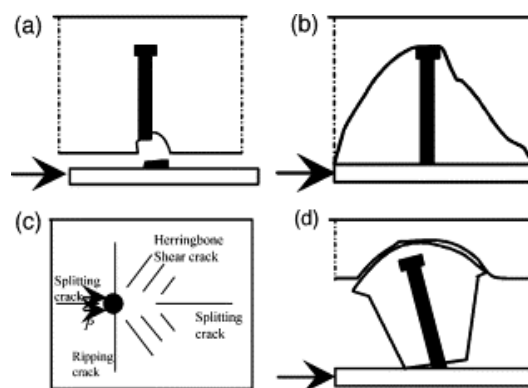 (a)
(b)
(c)
Herringbone
Shear crack
Splitting
crack
P
Splitting
crack
Ripping
crack
(d)